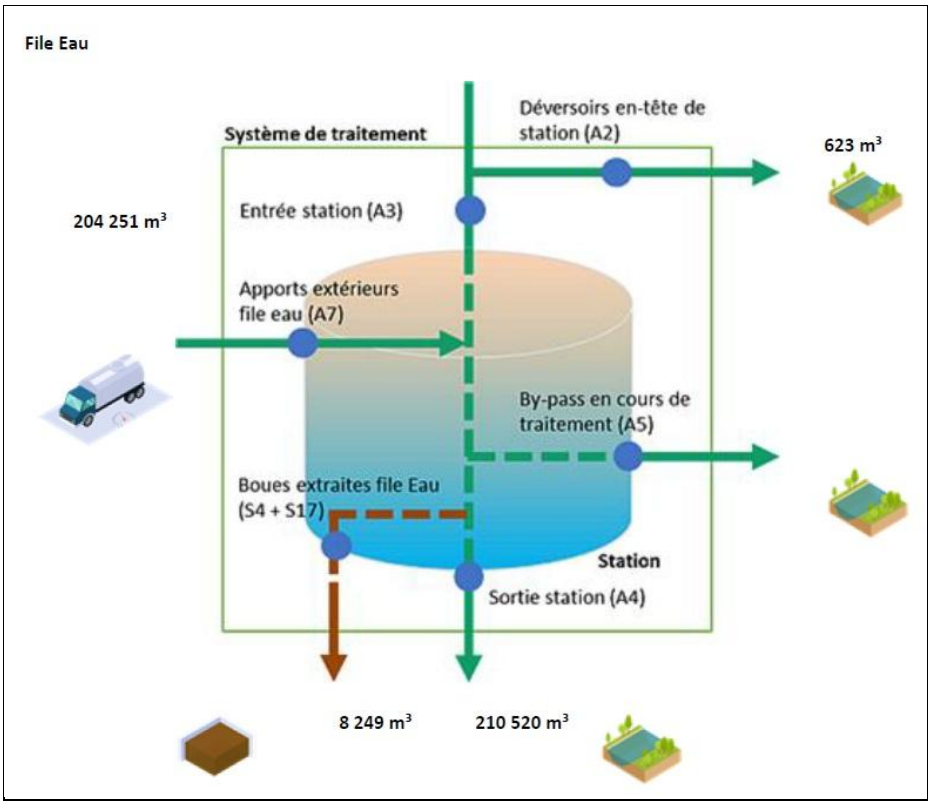 File Eau
Déversoirs en-tête de
station (A2)
Système de traitement
623 m³
Entrée station (A3)
204 251 m³
Apports extérieurs
file eau (A7)
By-pass en cours de
traitement (A5)
Boues extraites file Eau
(S4 + S17)
Station
Sortie station (A4)
8 249 m³
210 520 m³